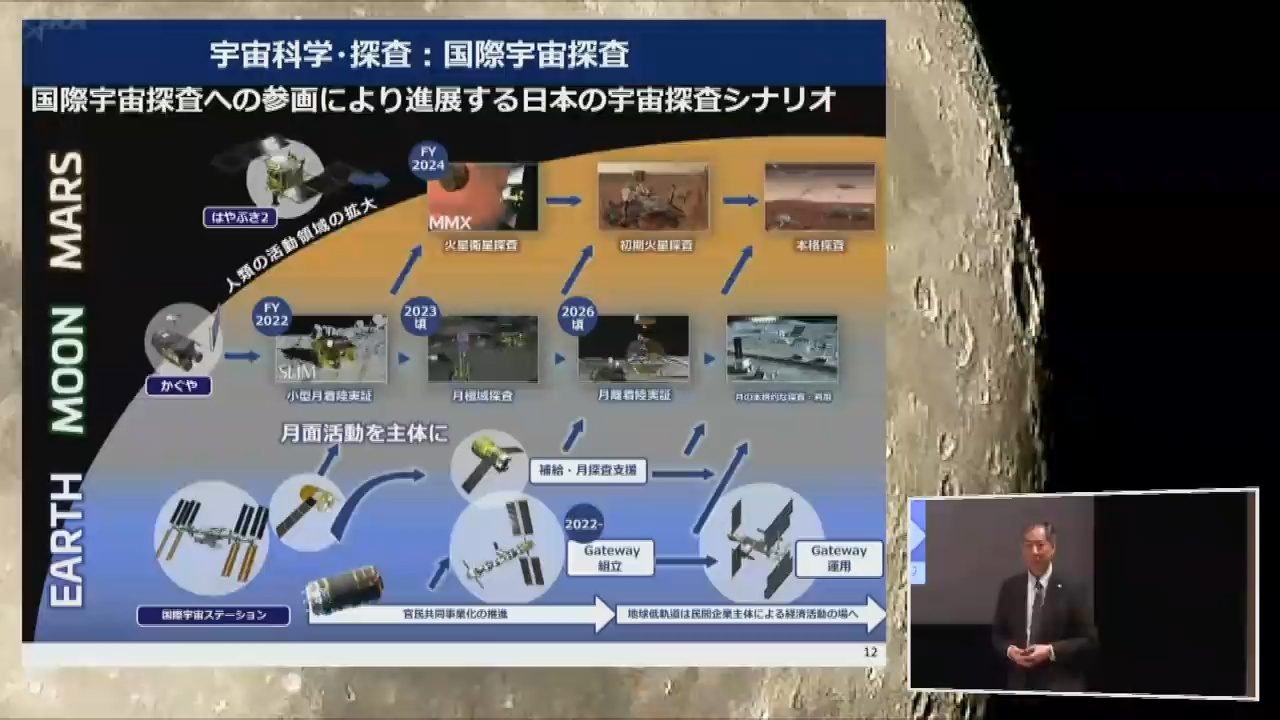 宇宙科学・探査：国際宇宙探査
国際宇宙探査への参画により進展する日本の宇宙探査シナリオ
MARS
MOON
EARTH
はやぶさ2
人類の活動領域の拡大
FY
2024
MMX
火星衛星探査
初期火星探査
本格探査
かぐや
FY
2022
SLIM
小型月着陸実証
2023
頃
月極域探査
2026
頃
月離着陸実証
月の本格的な探査・利用
月面活動を主体に
補給・月探査支援
2022-
Gateway
組立
Gateway
運用
国際宇宙ステーション
官民共同事業化の推進
地球低軌道は民間企業主体による経済活動の場へ
12